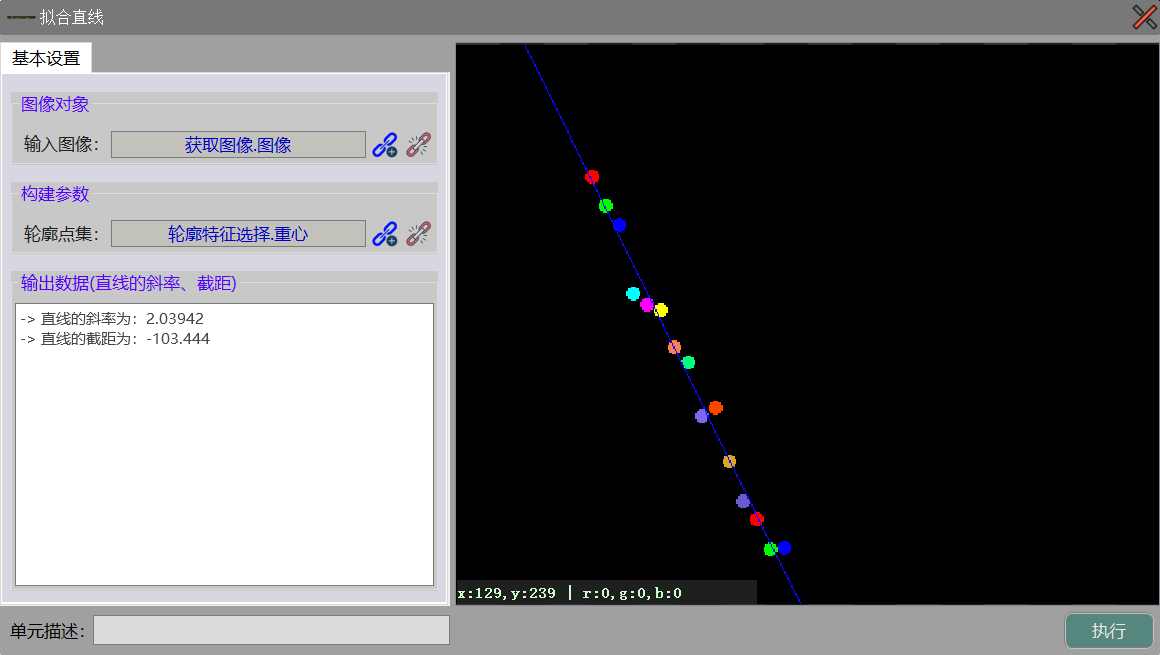 拟合直线
基本设置
图像对象
输入图像: 获取图像.图像
构建参数
轮廓点集: 轮廓特征选择.重心
输出数据(直线的斜率、截距)
-> 直线的斜率为: 2.03942
-> 直线的截距为: -103.444
x:129,y:239 | r:0,g:0,b:0
单元描述:
执行